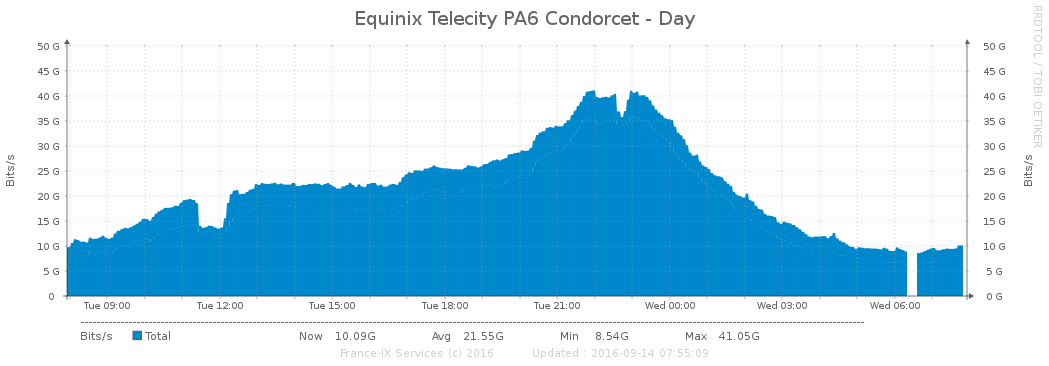 Equinix Telecity PA6 Condorcet - Day
RRDTOOL / TOBI OETIKER
Bits/s
50 G
45 G
40 G
35 G
30 G
25 G
20 G
15 G
10 G
5 G
0
50 G
45 G
40 G
35 G
30 G
25 G
20 G
15 G
10 G
5 G
0 G
Bits/s
Tue 09:00 Tue 12:00 Tue 15:00 Tue 18:00 Tue 21:00 Wed 00:00 Wed 03:00 Wed 06:00
Bits/s Total Now 10.09G Avg 21.55G Min 8.54G Max 41.05G
France-IX Services (c) 2016 Updated : 2016-09-14 07:55:09